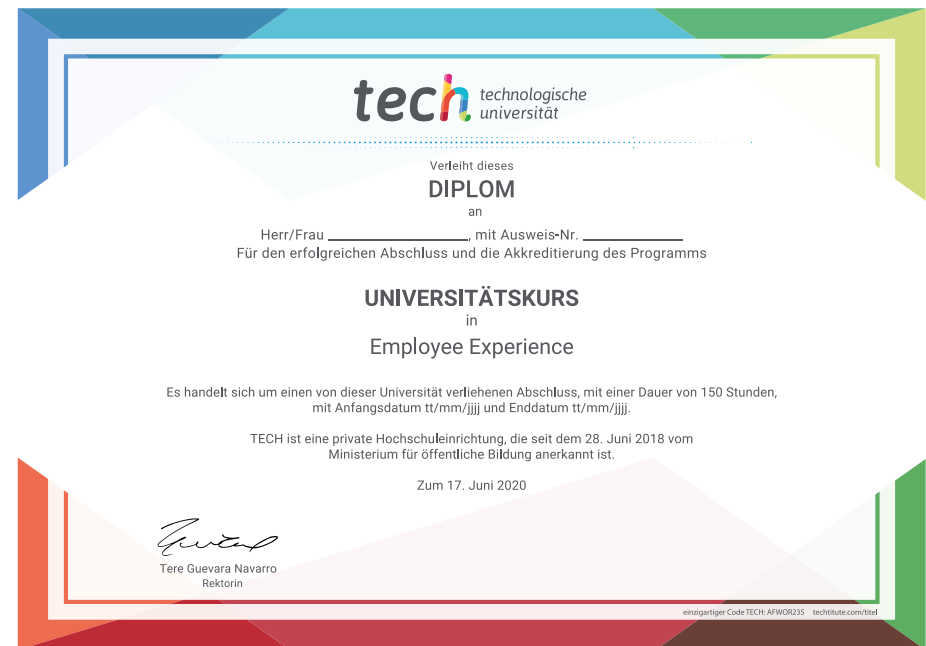 tech technologische
universität
Verleiht dieses
DIPLOM
an
Herr/Frau ____________, mit Ausweis-Nr. ____________
Für den erfolgreichen Abschluss und die Akkreditierung des Programms
UNIVERSITÄTSKURS
in
Employee Experience
Es handelt sich um einen von dieser Universität verliehenen Abschluss, mit einer Dauer von 150 Stunden,
mit Anfangsdatum tt/mm/jjjj und Enddatum tt/mm/jjjj.
TECH ist eine private Hochschuleinrichtung, die seit dem 28. Juni 2018 vom
Ministerium für öffentliche Bildung anerkannt ist.
Zum 17. Juni 2020
Tere Guevara Navarro
Rektorin
einzigartiger Code TECH: AFWOR23S techtitute.com/titel